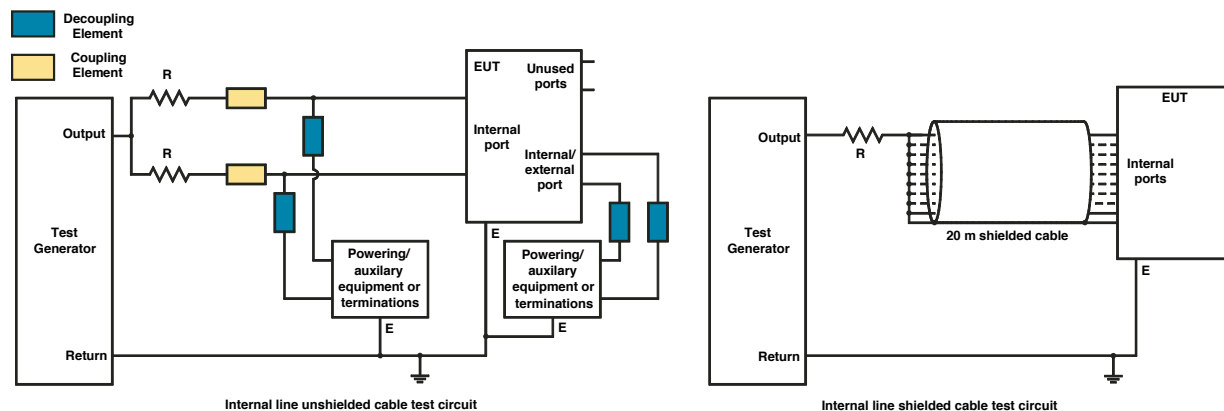 Decoupling
Element
Coupling
Element
R
R
Output
Test
Generator
Return
EUT
Unused
ports
Internal
port
Internal/
external
port
E
Powering/
auxilary
equipment or
terminations
E
Powering/
auxilary
equipment or
terminations
E
Internal line unshielded cable test circuit
Output
R
Test
Generator
Return
20 m shielded cable
EUT
Internal
ports
E
Internal line shielded cable test circuit